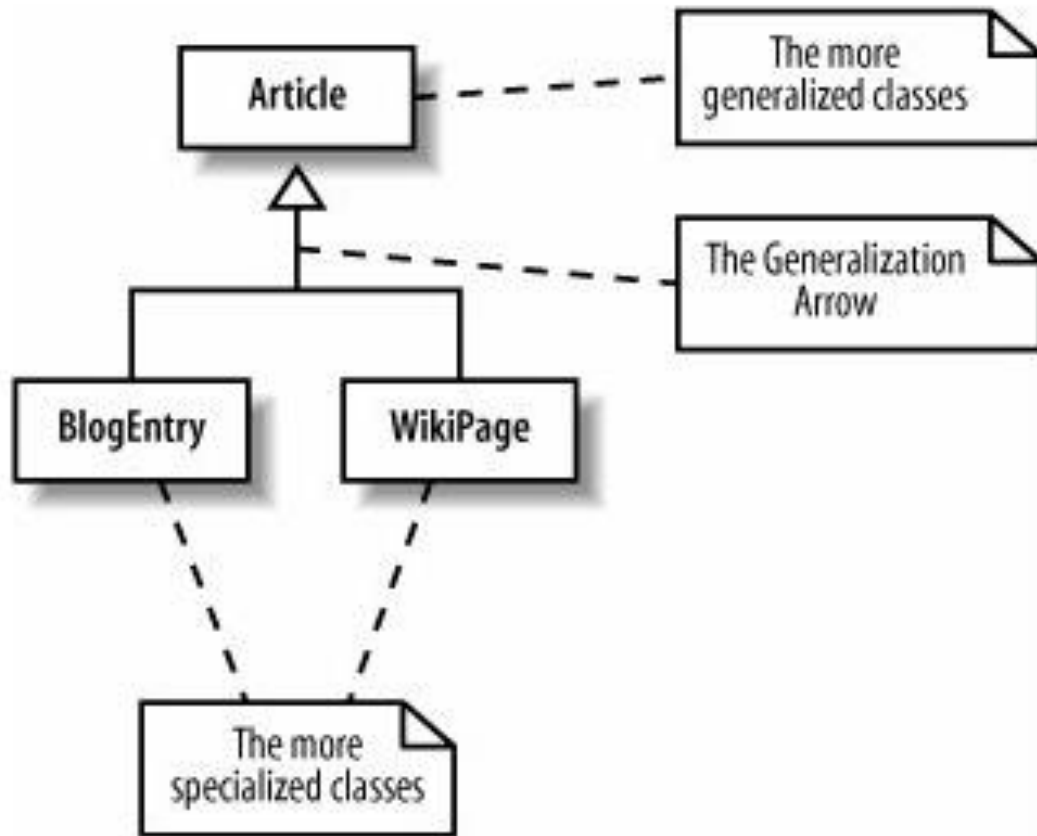 Article
The more
generalized classes
The Generalization
Arrow
BlogEntry
WikiPage
The more
specialized classes